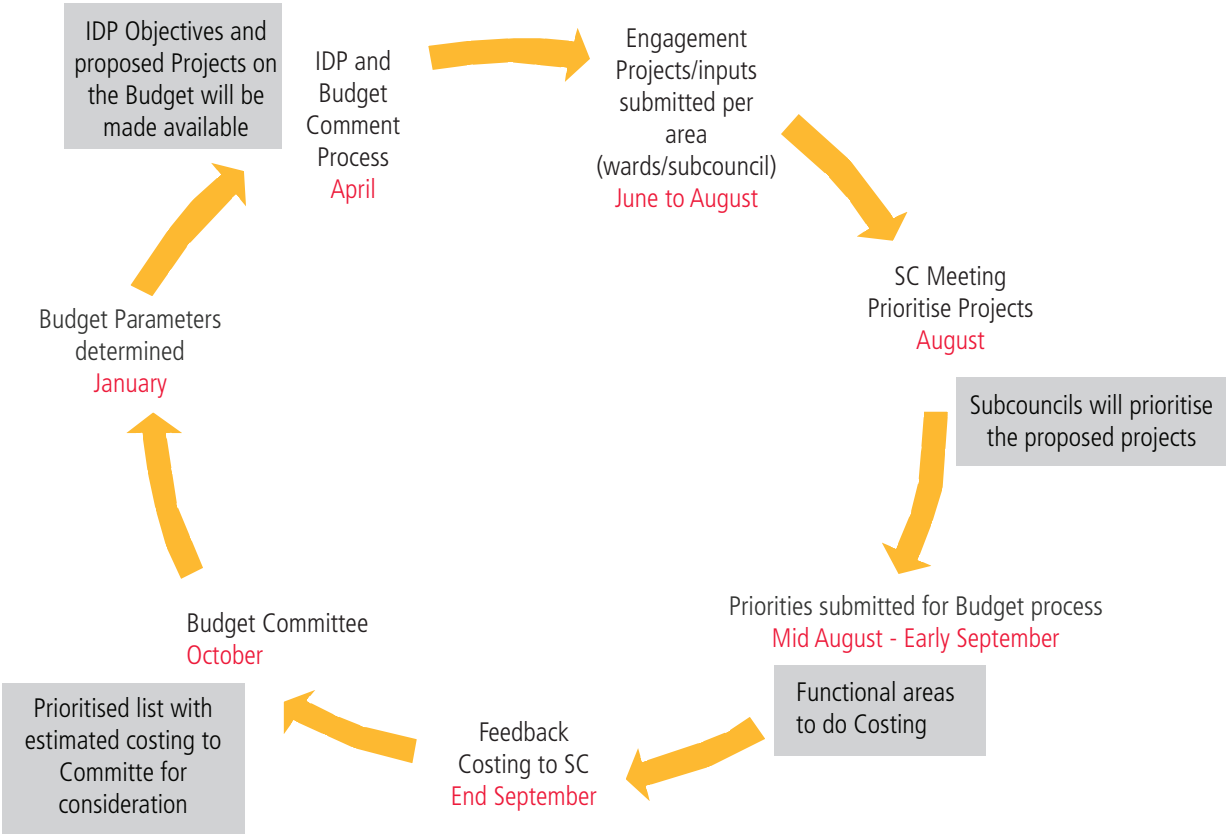 IDP Objectives and
proposed Projects on
the Budget will be
made available
IDP and
Budget
Comment
Process
April
Engagement
Projects/inputs
submitted per
area
(wards/subcouncil)
June to August
SC Meeting
Prioritise Projects
August
Subcouncils will prioritise
the proposed projects
Priorities submitted for Budget process
Mid August - Early September
Functional areas
to do Costing
Feedback
Costing to SC
End September
Budget Committee
October
Prioritised list with
estimated costing to
Committe for
consideration
Budget Parameters
determined
January